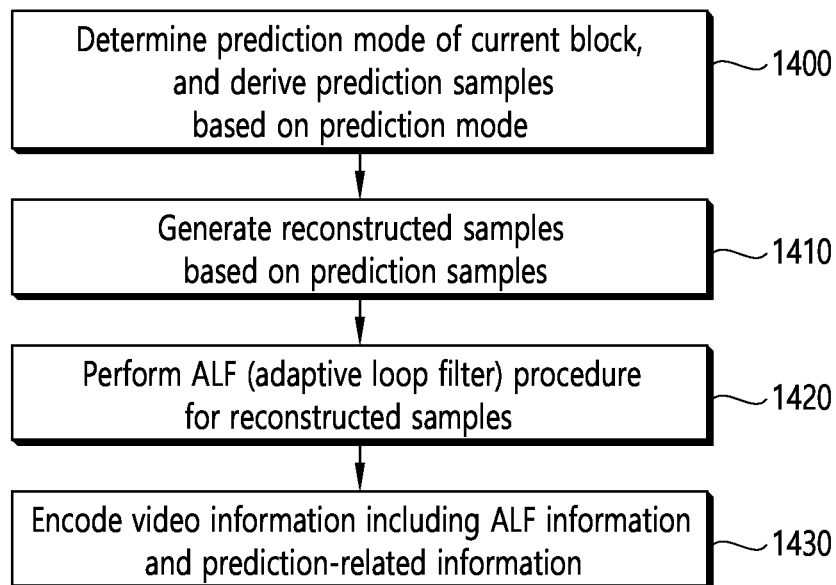 Determine prediction mode of current block,
and derive prediction samples
based on prediction mode
1400
Generate reconstructed samples
based on prediction samples
1410
Perform ALF (adaptive loop filter) procedure
for reconstructed samples
1420
Encode video information including ALF information
and prediction-related information
1430